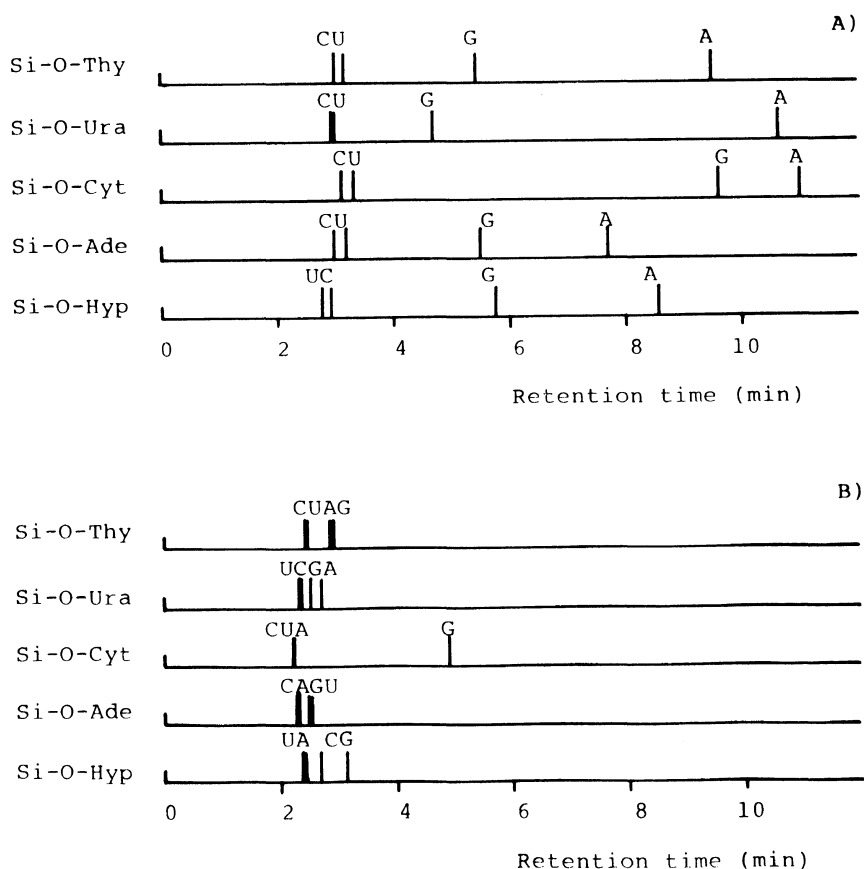 A)
CU G A
Si-O-Thy
CU G A
Si-O-Ura
CU G A
Si-O-Cyt
CU G A
Si-O-Ade
UC G A
Si-O-Hyp
0 2 4 6 8 10
Retention time (min)
B)
CUAG
Si-O-Thy
UCGA
Si-O-Ura
CUA G
Si-O-Cyt
CAGU
Si-O-Ade
UA CG
Si-O-Hyp
0 2 4 6 8 10
Retention time (min)